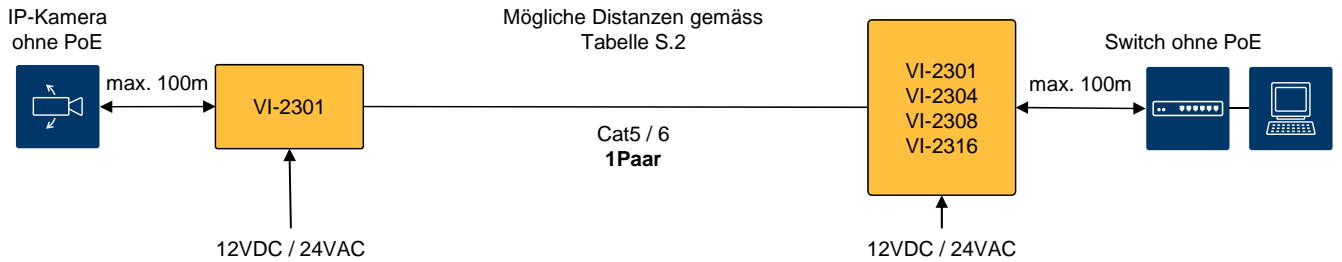 IP-Kamera
ohne PoE
Mögliche Distanzen gemäss
Tabelle S.2
Switch ohne PoE
max. 100m
VI-2301
VI-2301
VI-2304
VI-2308
VI-2316
max. 100m
Cat5 / 6
1Paar
12VDC / 24VAC
12VDC / 24VAC